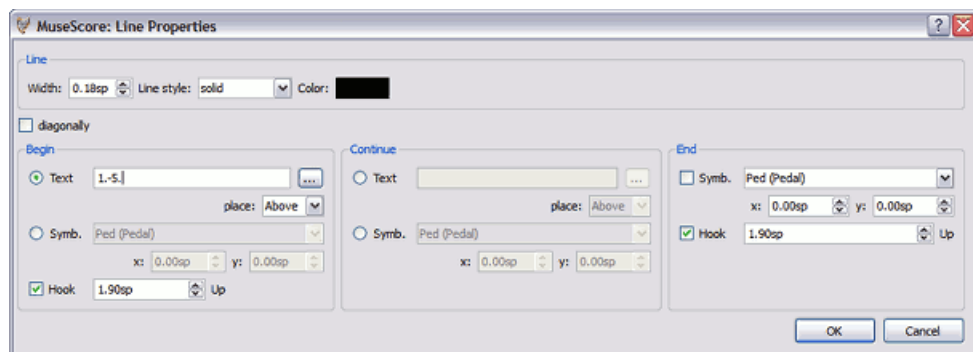 MuseScore: Line Properties
Line
Width: 0.18sp Line style: solid Color:
diagonally
Begin
Text 1.-5.
...
place: Above
Symb. Ped (Pedal)
x: 0.00sp y: 0.00sp
Hook 1.90sp Up
Continue
Text
...
place: Above
Symb. Ped (Pedal)
x: 0.00sp y: 0.00sp
End
Symb. Ped (Pedal)
x: 0.00sp y: 0.00sp
Hook 1.90sp Up
OK Cancel